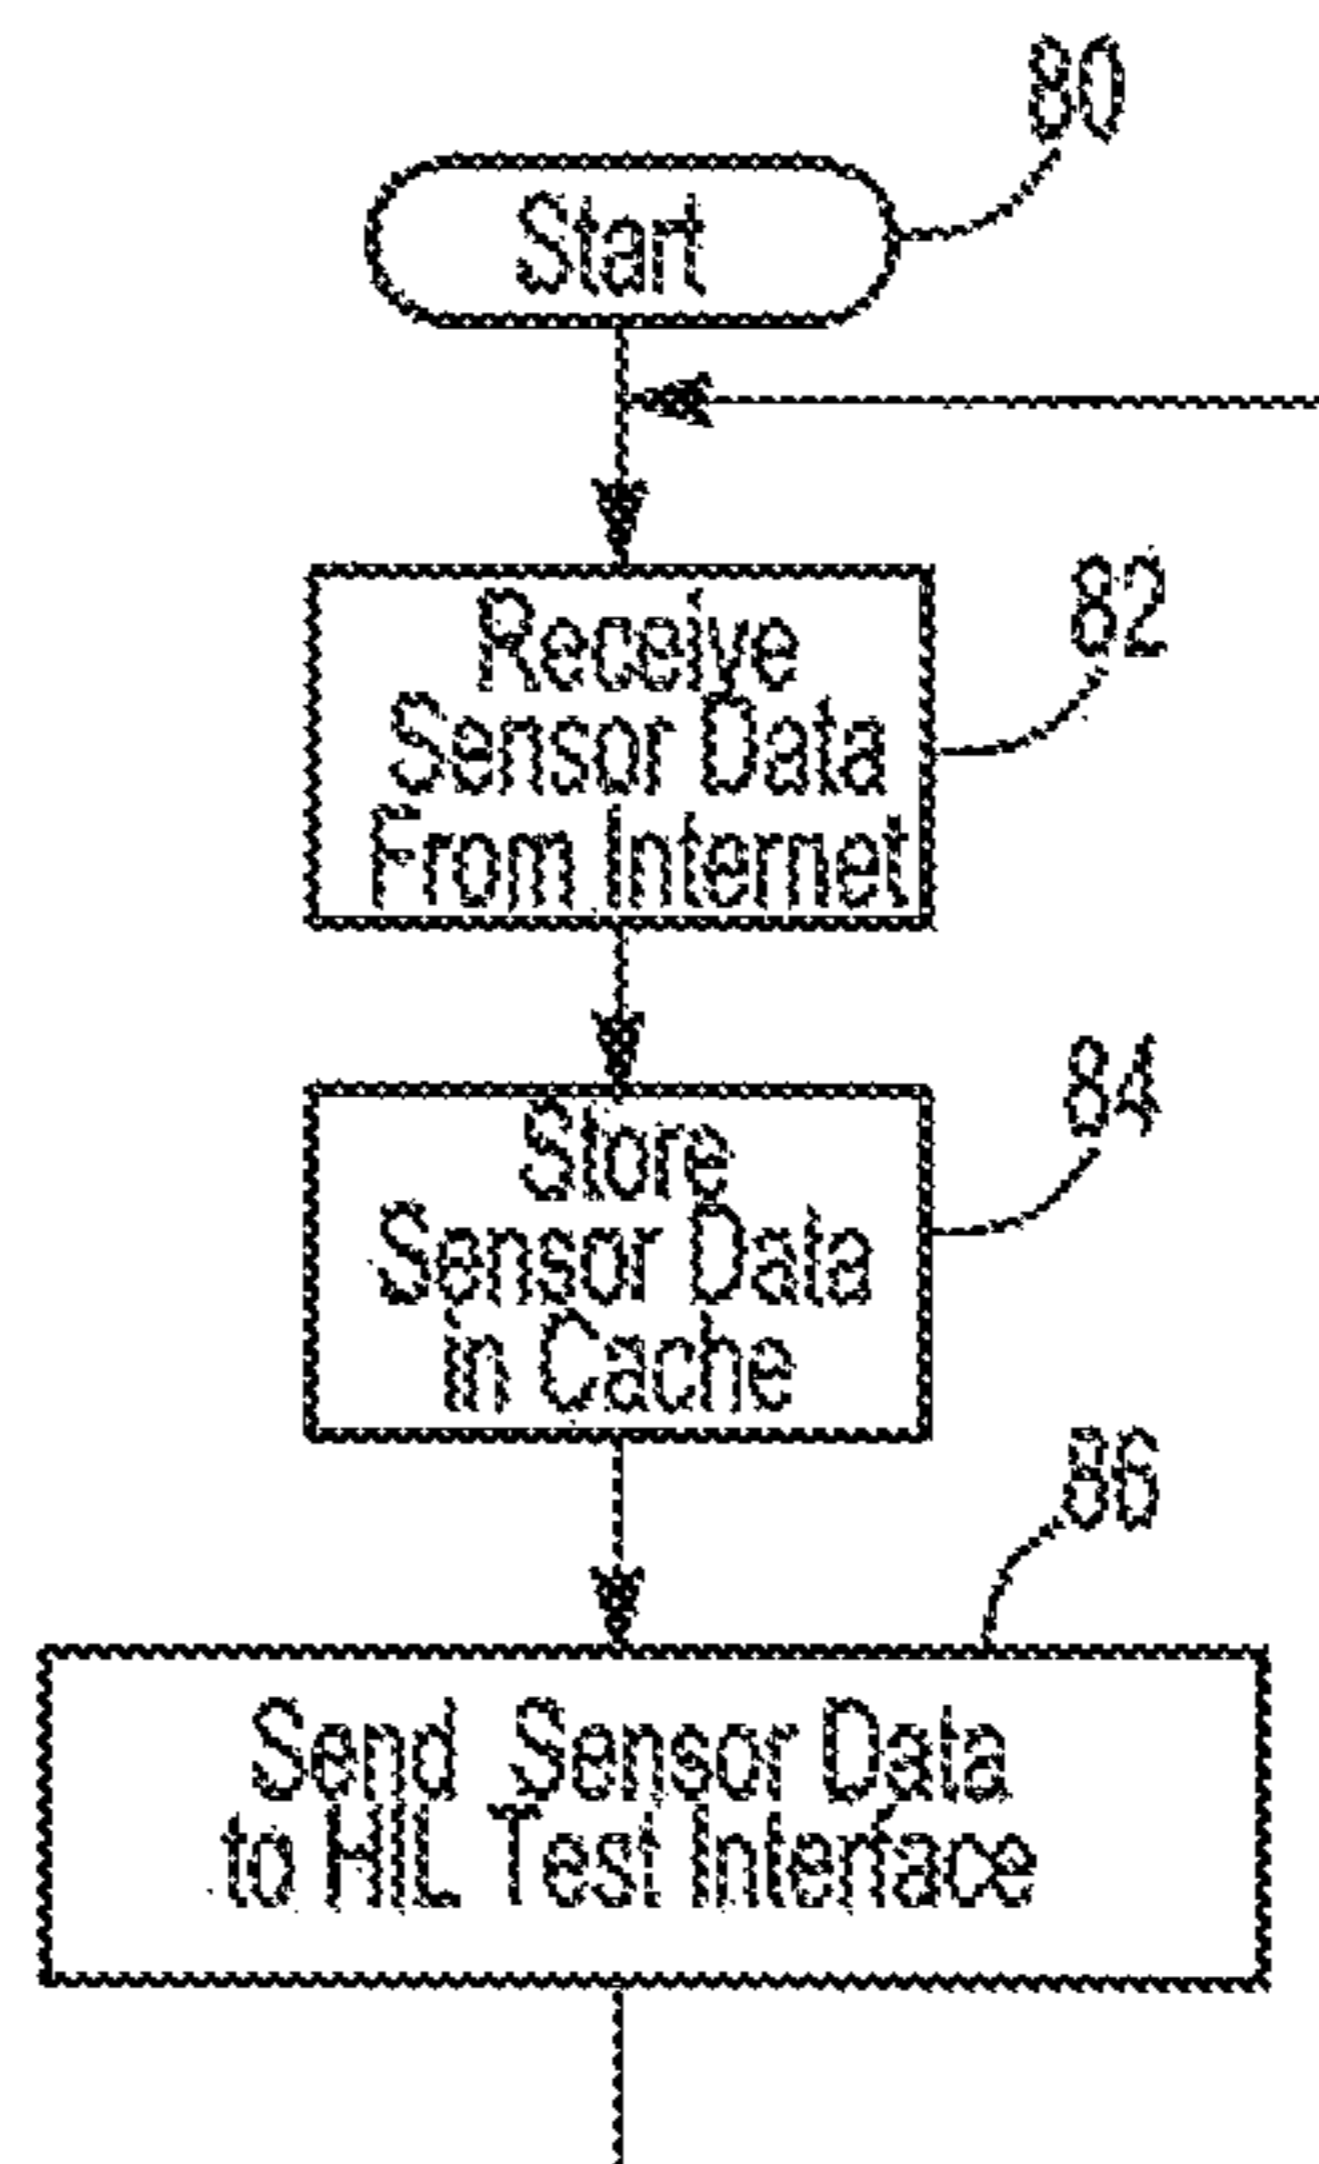 80
Start
82
Receive
Sensor Data
From Internet
84
Store
Sensor Data
in Cache
86
Send Sensor Data
to HIL Test Interface